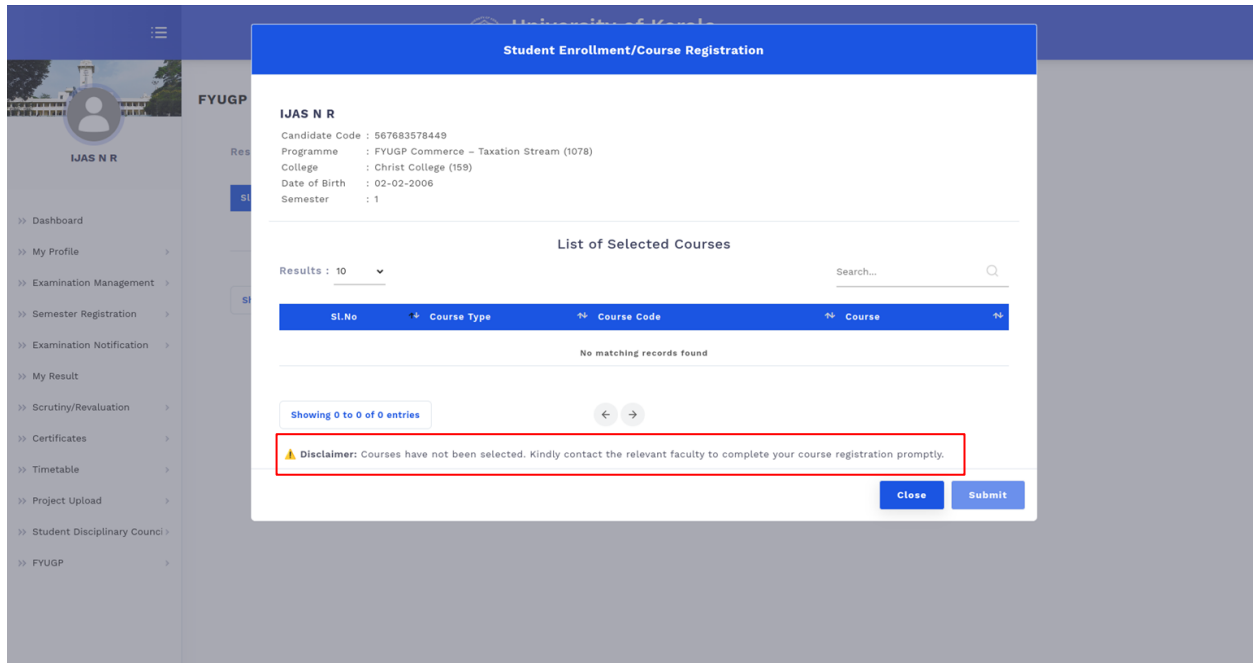 Student Enrollment/Course Registration
FYUGP
IJAS N R
Candidate Code : 567683578449
Programme : FYUGP Commerce – Taxation Stream (1078)
College : Christ College (159)
Date of Birth : 02-02-2006
Semester : 1
IJAS N R
Res
Sl
List of Selected Courses
Results : 10
Search...
Sl.No Course Type Course Code Course
No matching records found
Showing 0 to 0 of 0 entries
⚠ Disclaimer: Courses have not been selected. Kindly contact the relevant faculty to complete your course registration promptly.
Close Submit
Dashboard
My Profile
Examination Management
Semester Registration
Examination Notification
My Result
Scrutiny/Revaluation
Certificates
Timetable
Project Upload
Student Disciplinary Counci
FYUGP